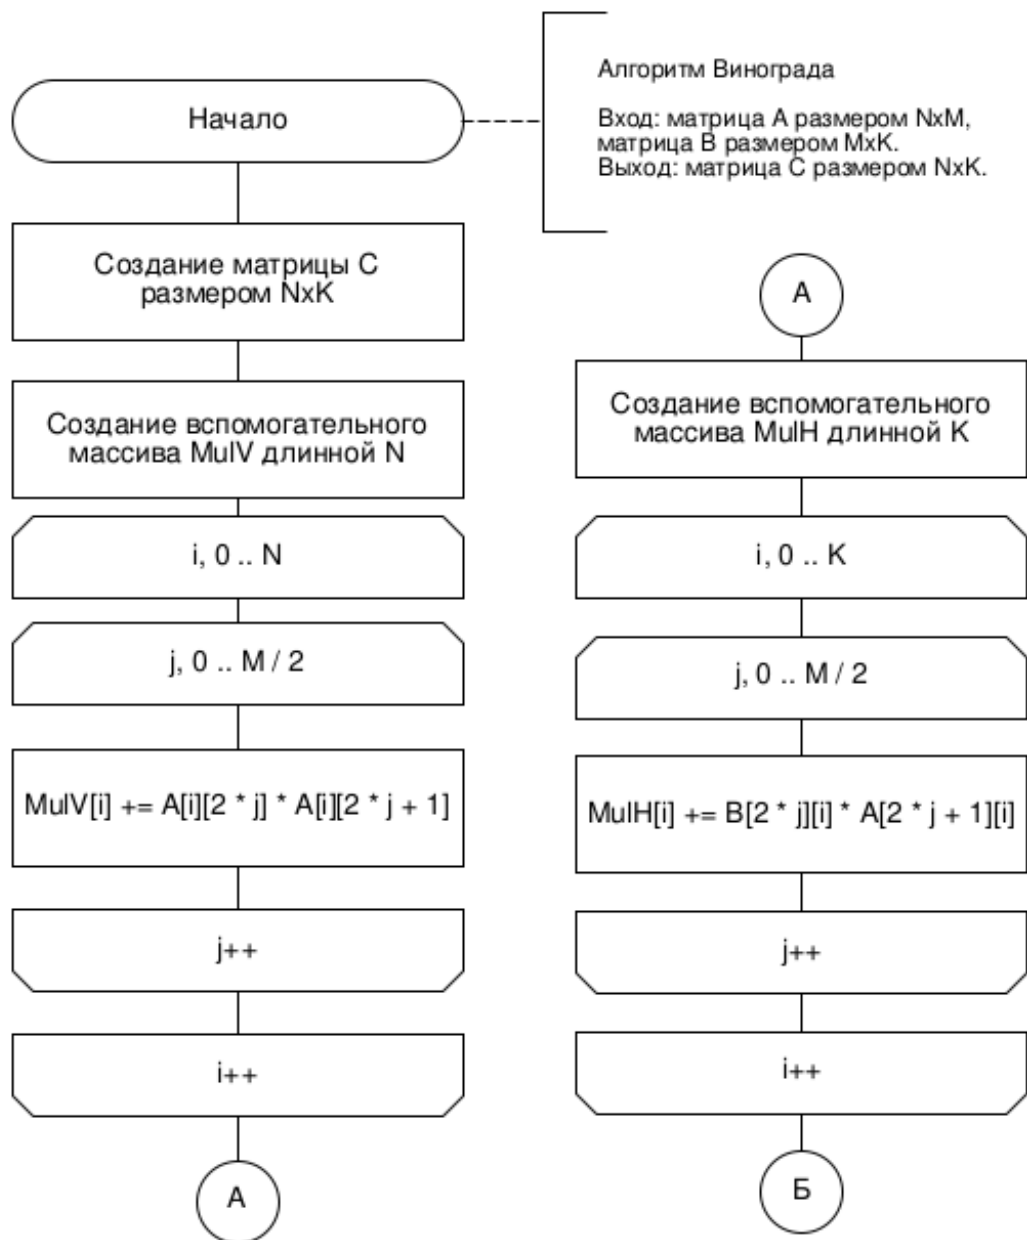 Начало
Алгоритм Винограда
Вход: матрица А размером NxM,
матрица В размером MxK.
Выход: матрица С размером NxK.
Создание матрицы С
размером NxK
Создание вспомогательного
массива MulV длинной N
i, 0 .. N
j, 0 .. M / 2
MulV[i] += A[i][2 * j] * A[i][2 * j + 1]
j++
i++
А
А
Создание вспомогательного
массива MulH длинной K
i, 0 .. K
j, 0 .. M / 2
MulH[i] += B[2 * j][i] * A[2 * j + 1][i]
j++
i++
Б